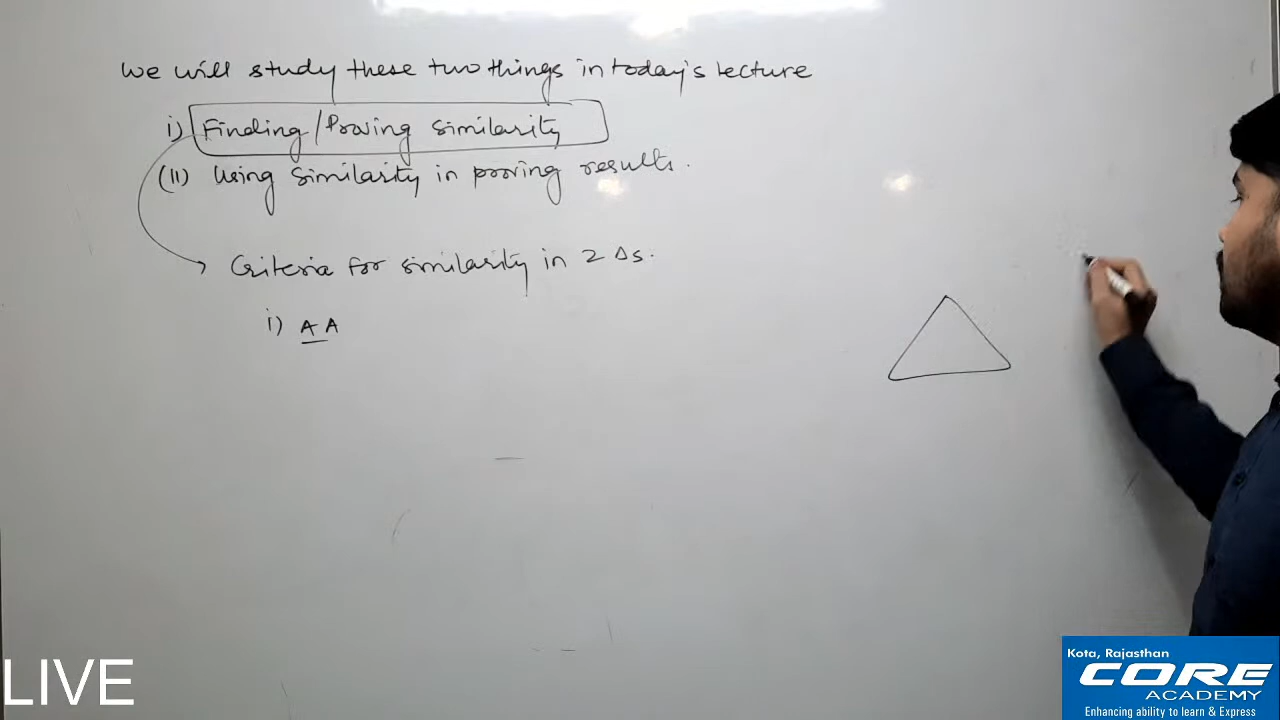 We will study these two things in today's lecture
i) Finding/Proving similarity
(II) Using Similarity in proving results.
Criteria for similarity in 2 Δs.
i) AA
LIVE
Kota, Rajasthan
CORE
ACADEMY
Enhancing ability to learn & Express